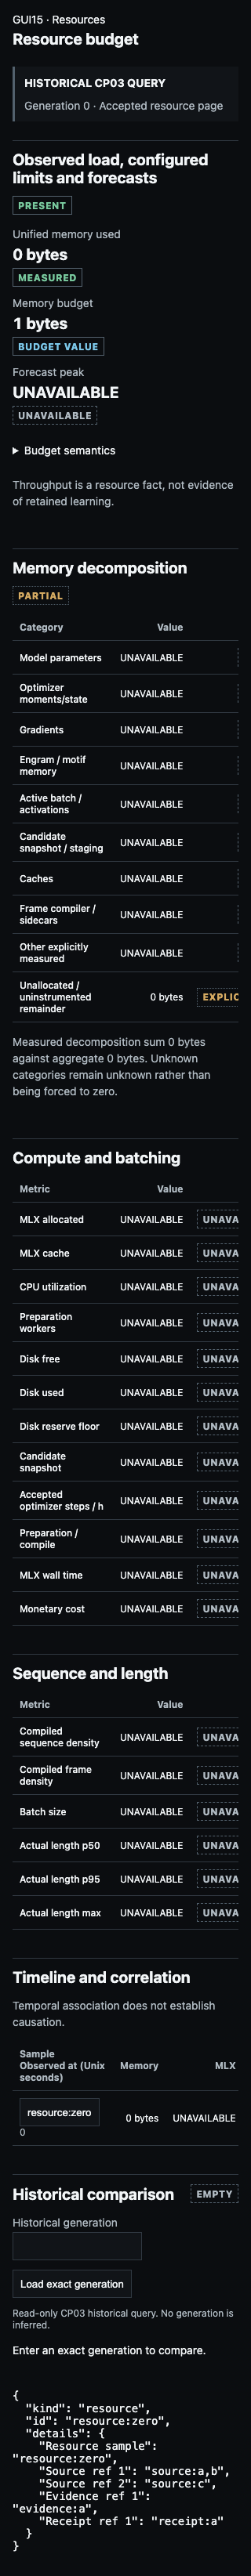 GUI15 · Resources
Resource budget
HISTORICAL CP03 QUERY
Generation 0 · Accepted resource page
Observed load, configured
limits and forecasts
PRESENT
Unified memory used
0 bytes
MEASURED
Memory budget
1 bytes
BUDGET VALUE
Forecast peak
UNAVAILABLE
UNAVAILABLE
▶ Budget semantics
Throughput is a resource fact, not evidence
of retained learning.
Memory decomposition
PARTIAL
Category Value
Model parameters UNAVAILABLE
Optimizer
moments/state UNAVAILABLE
Gradients UNAVAILABLE
Engram / motif
memory UNAVAILABLE
Active batch /
activations UNAVAILABLE
Candidate
snapshot / staging UNAVAILABLE
Caches UNAVAILABLE
Frame compiler /
sidecars UNAVAILABLE
Other explicitly
measured UNAVAILABLE
Unallocated /
uninstrumented
remainder 0 bytes EXPLIC
Measured decomposition sum 0 bytes
against aggregate 0 bytes. Unknown
categories remain unknown rather than
being forced to zero.
Compute and batching
Metric Value
MLX allocated UNAVAILABLE UNAVA
MLX cache UNAVAILABLE UNAVA
CPU utilization UNAVAILABLE UNAVA
Preparation
workers UNAVAILABLE UNAVA
Disk free UNAVAILABLE UNAVA
Disk used UNAVAILABLE UNAVA
Disk reserve floor UNAVAILABLE UNAVA
Candidate
snapshot UNAVAILABLE UNAVA
Accepted
optimizer steps / h UNAVAILABLE UNAVA
Preparation /
compile UNAVAILABLE UNAVA
MLX wall time UNAVAILABLE UNAVA
Monetary cost UNAVAILABLE UNAVA
Sequence and length
Metric Value
Compiled
sequence density UNAVAILABLE UNAVA
Compiled frame
density UNAVAILABLE UNAVA
Batch size UNAVAILABLE UNAVA
Actual length p50 UNAVAILABLE UNAVA
Actual length p95 UNAVAILABLE UNAVA
Actual length max UNAVAILABLE UNAVA
Timeline and correlation
Temporal association does not establish
causation.
Sample
Observed at (Unix
seconds) Memory MLX
resource:zero
0 0 bytes UNAVAILABLE
Historical comparison EMPTY
Historical generation
Load exact generation
Read-only CP03 historical query. No generation is
inferred.
Enter an exact generation to compare.
{
"kind": "resource",
"id": "resource:zero",
"details": {
"Resource sample":
"resource:zero",
"Source ref 1": "source:a,b",
"Source ref 2": "source:c",
"Evidence ref 1":
"evidence:a",
"Receipt ref 1": "receipt:a"
}
}